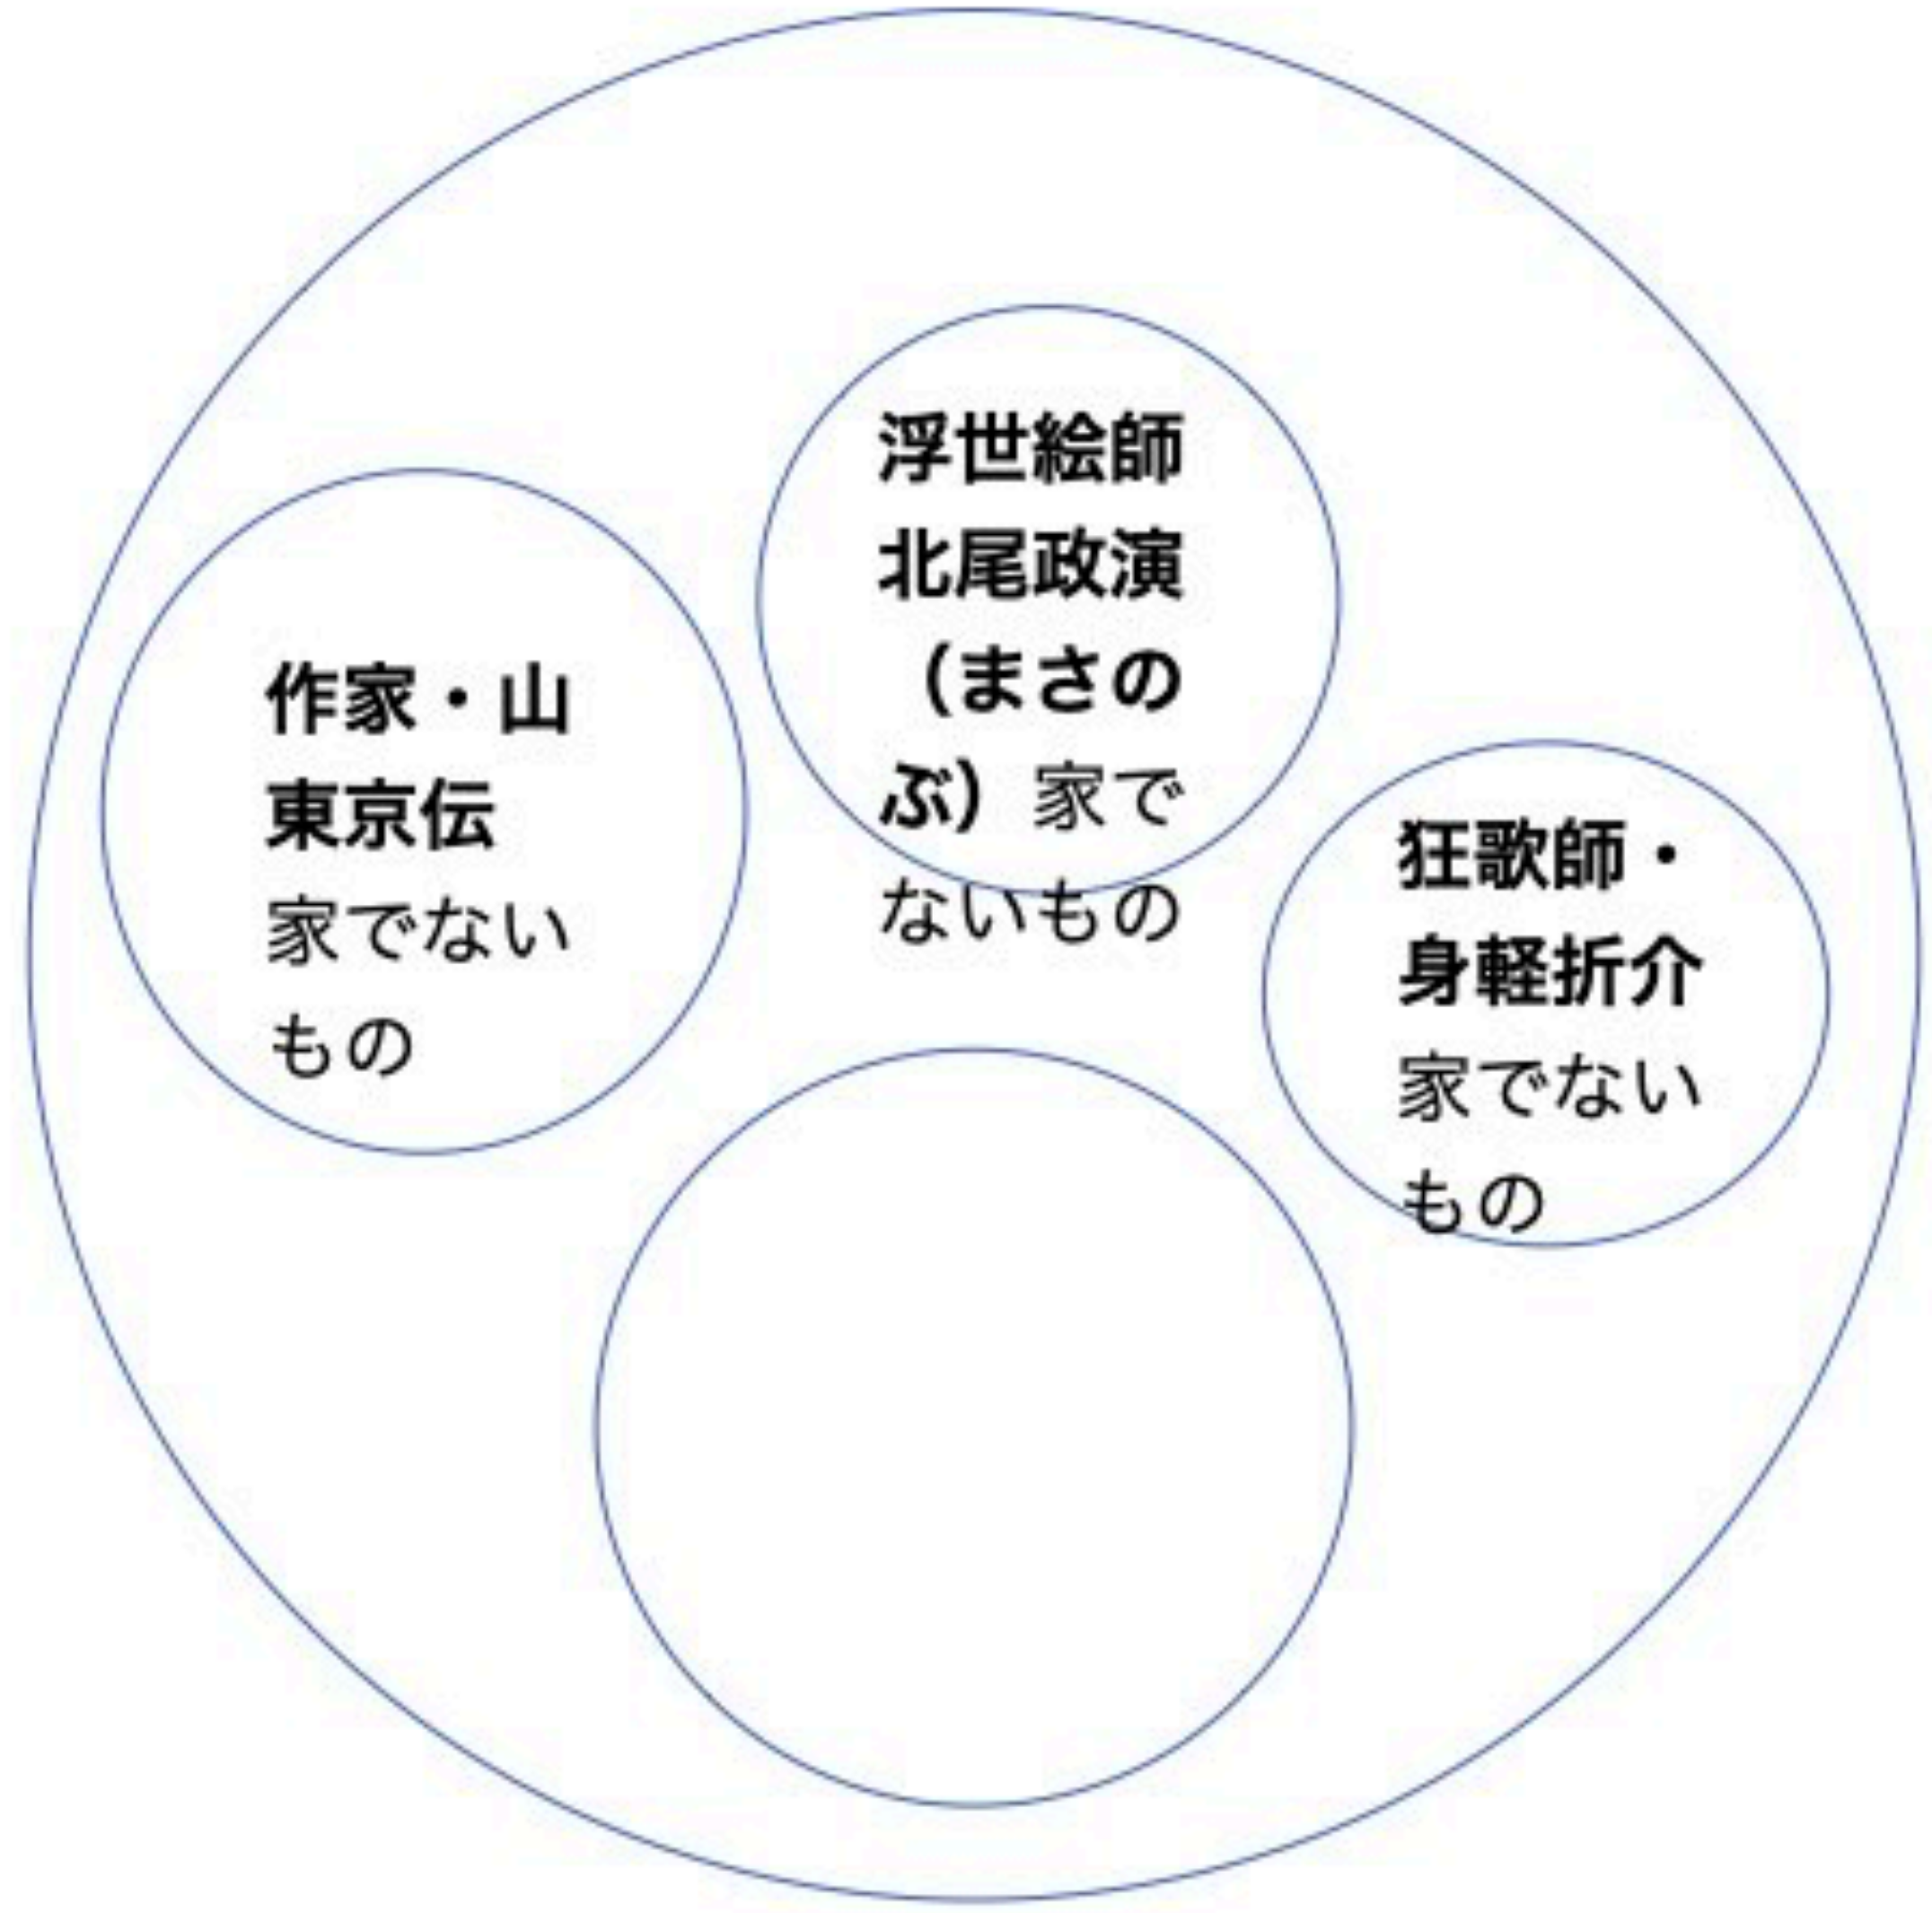 作家・山
東京伝
家でない
もの
浮世絵師
北尾政演
（まさの
ぶ）家で
ないもの
狂歌師・
身軽折介
家でない
もの